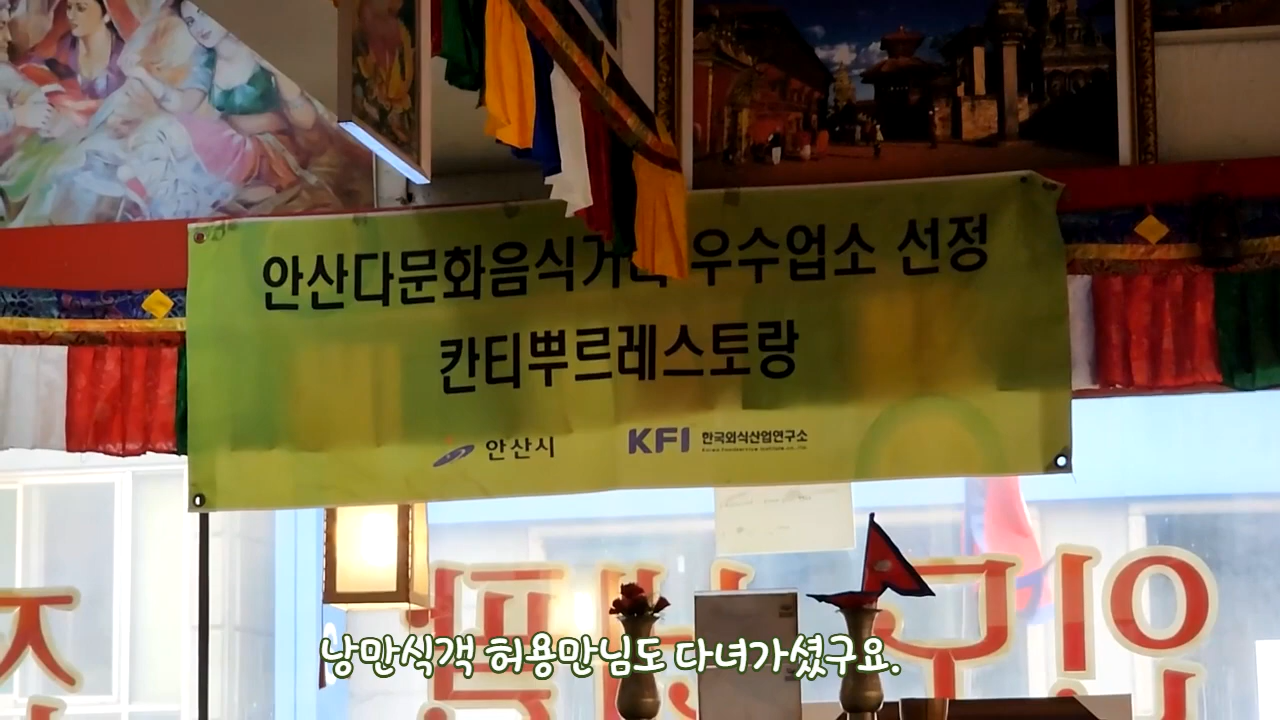 안산다문화음식거리 우수업소 선정
칸티뿌르레스토랑
안산시
KFI 한국외식산업연구소
낭만식객 허용만님도 다녀가셨구요.